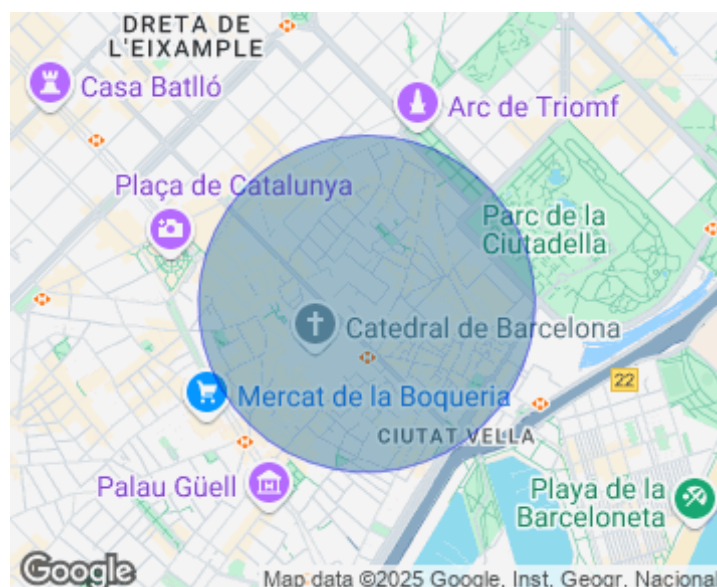 DRETA DE
L'EIXAMPLE
Casa Batlló
Arc de Triomf
Plaça de Catalunya
Parc de la
Ciutadella
Catedral de Barcelona
22
Mercat de la Boqueria
CIUTAT VELLA
Palau Güell
Playa de la
Barceloneta
Google
Map data ©2025 Google, Inst. Geogr. Nacional